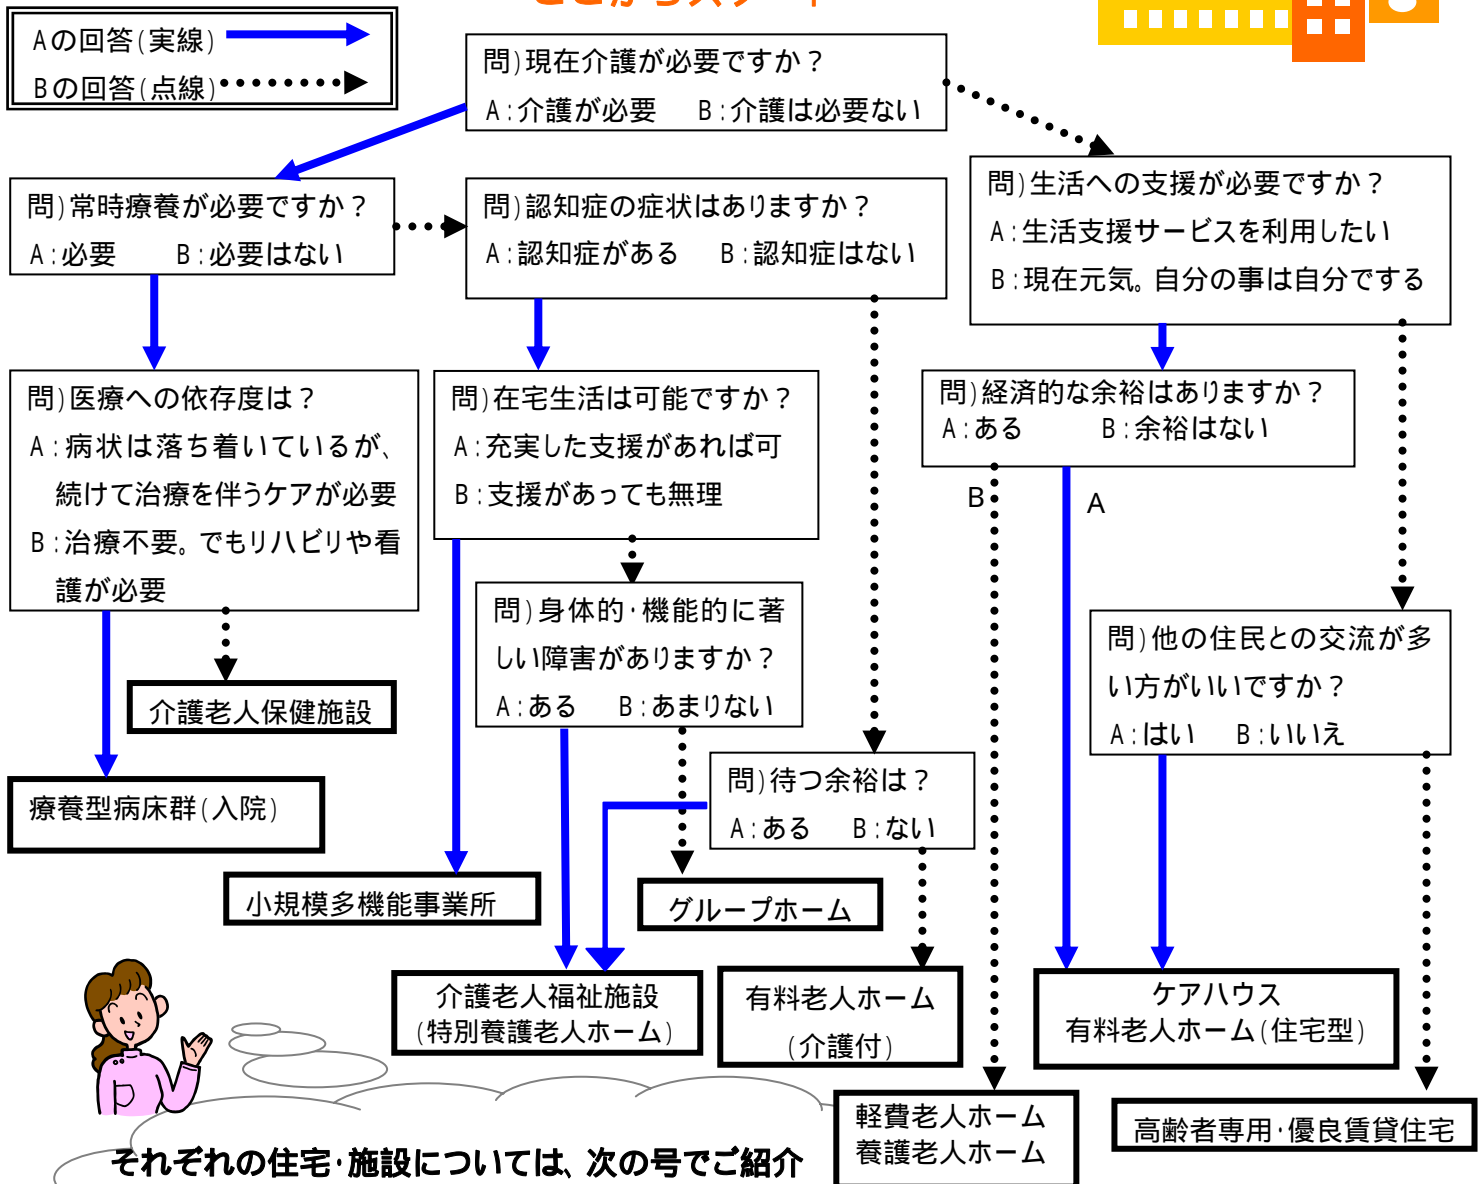 ここからスタート
Aの回答(実線)
Bの回答(点線)
問)現在介護が必要ですか？
A:介護が必要　B:介護は必要ない
問)常時療養が必要ですか？
A:必要　B:必要はない
問)認知症の症状はありますか？
A:認知症がある　B:認知症はない
問)生活への支援が必要ですか？
A:生活支援サービスを利用したい
B:現在元気。自分の事は自分でする
問)医療への依存度は？
A:病状は落ち着いているが、
続けて治療を伴うケアが必要
B:治療不要。でもリハビリや看
護が必要
問)在宅生活は可能ですか？
A:充実した支援があれば可
B:支援があっても無理
問)経済的な余裕はありますか？
A:ある　B:余裕はない
B
A
問)身体的・機能的に著
しい障害がありますか？
A:ある　B:あまりない
問)他の住民との交流が多
い方がいいですか？
A:はい　B:いいえ
介護老人保健施設
問)待つ余裕は？
A:ある　B:ない
療養型病床群(入院)
小規模多機能事業所
グループホーム
介護老人福祉施設
(特別養護老人ホーム)
有料老人ホーム
(介護付)
ケアハウス
有料老人ホーム(住宅型)
軽費老人ホーム
養護老人ホーム
高齢者専用・優良賃貸住宅
それぞれの住宅・施設については、次の号でご紹介